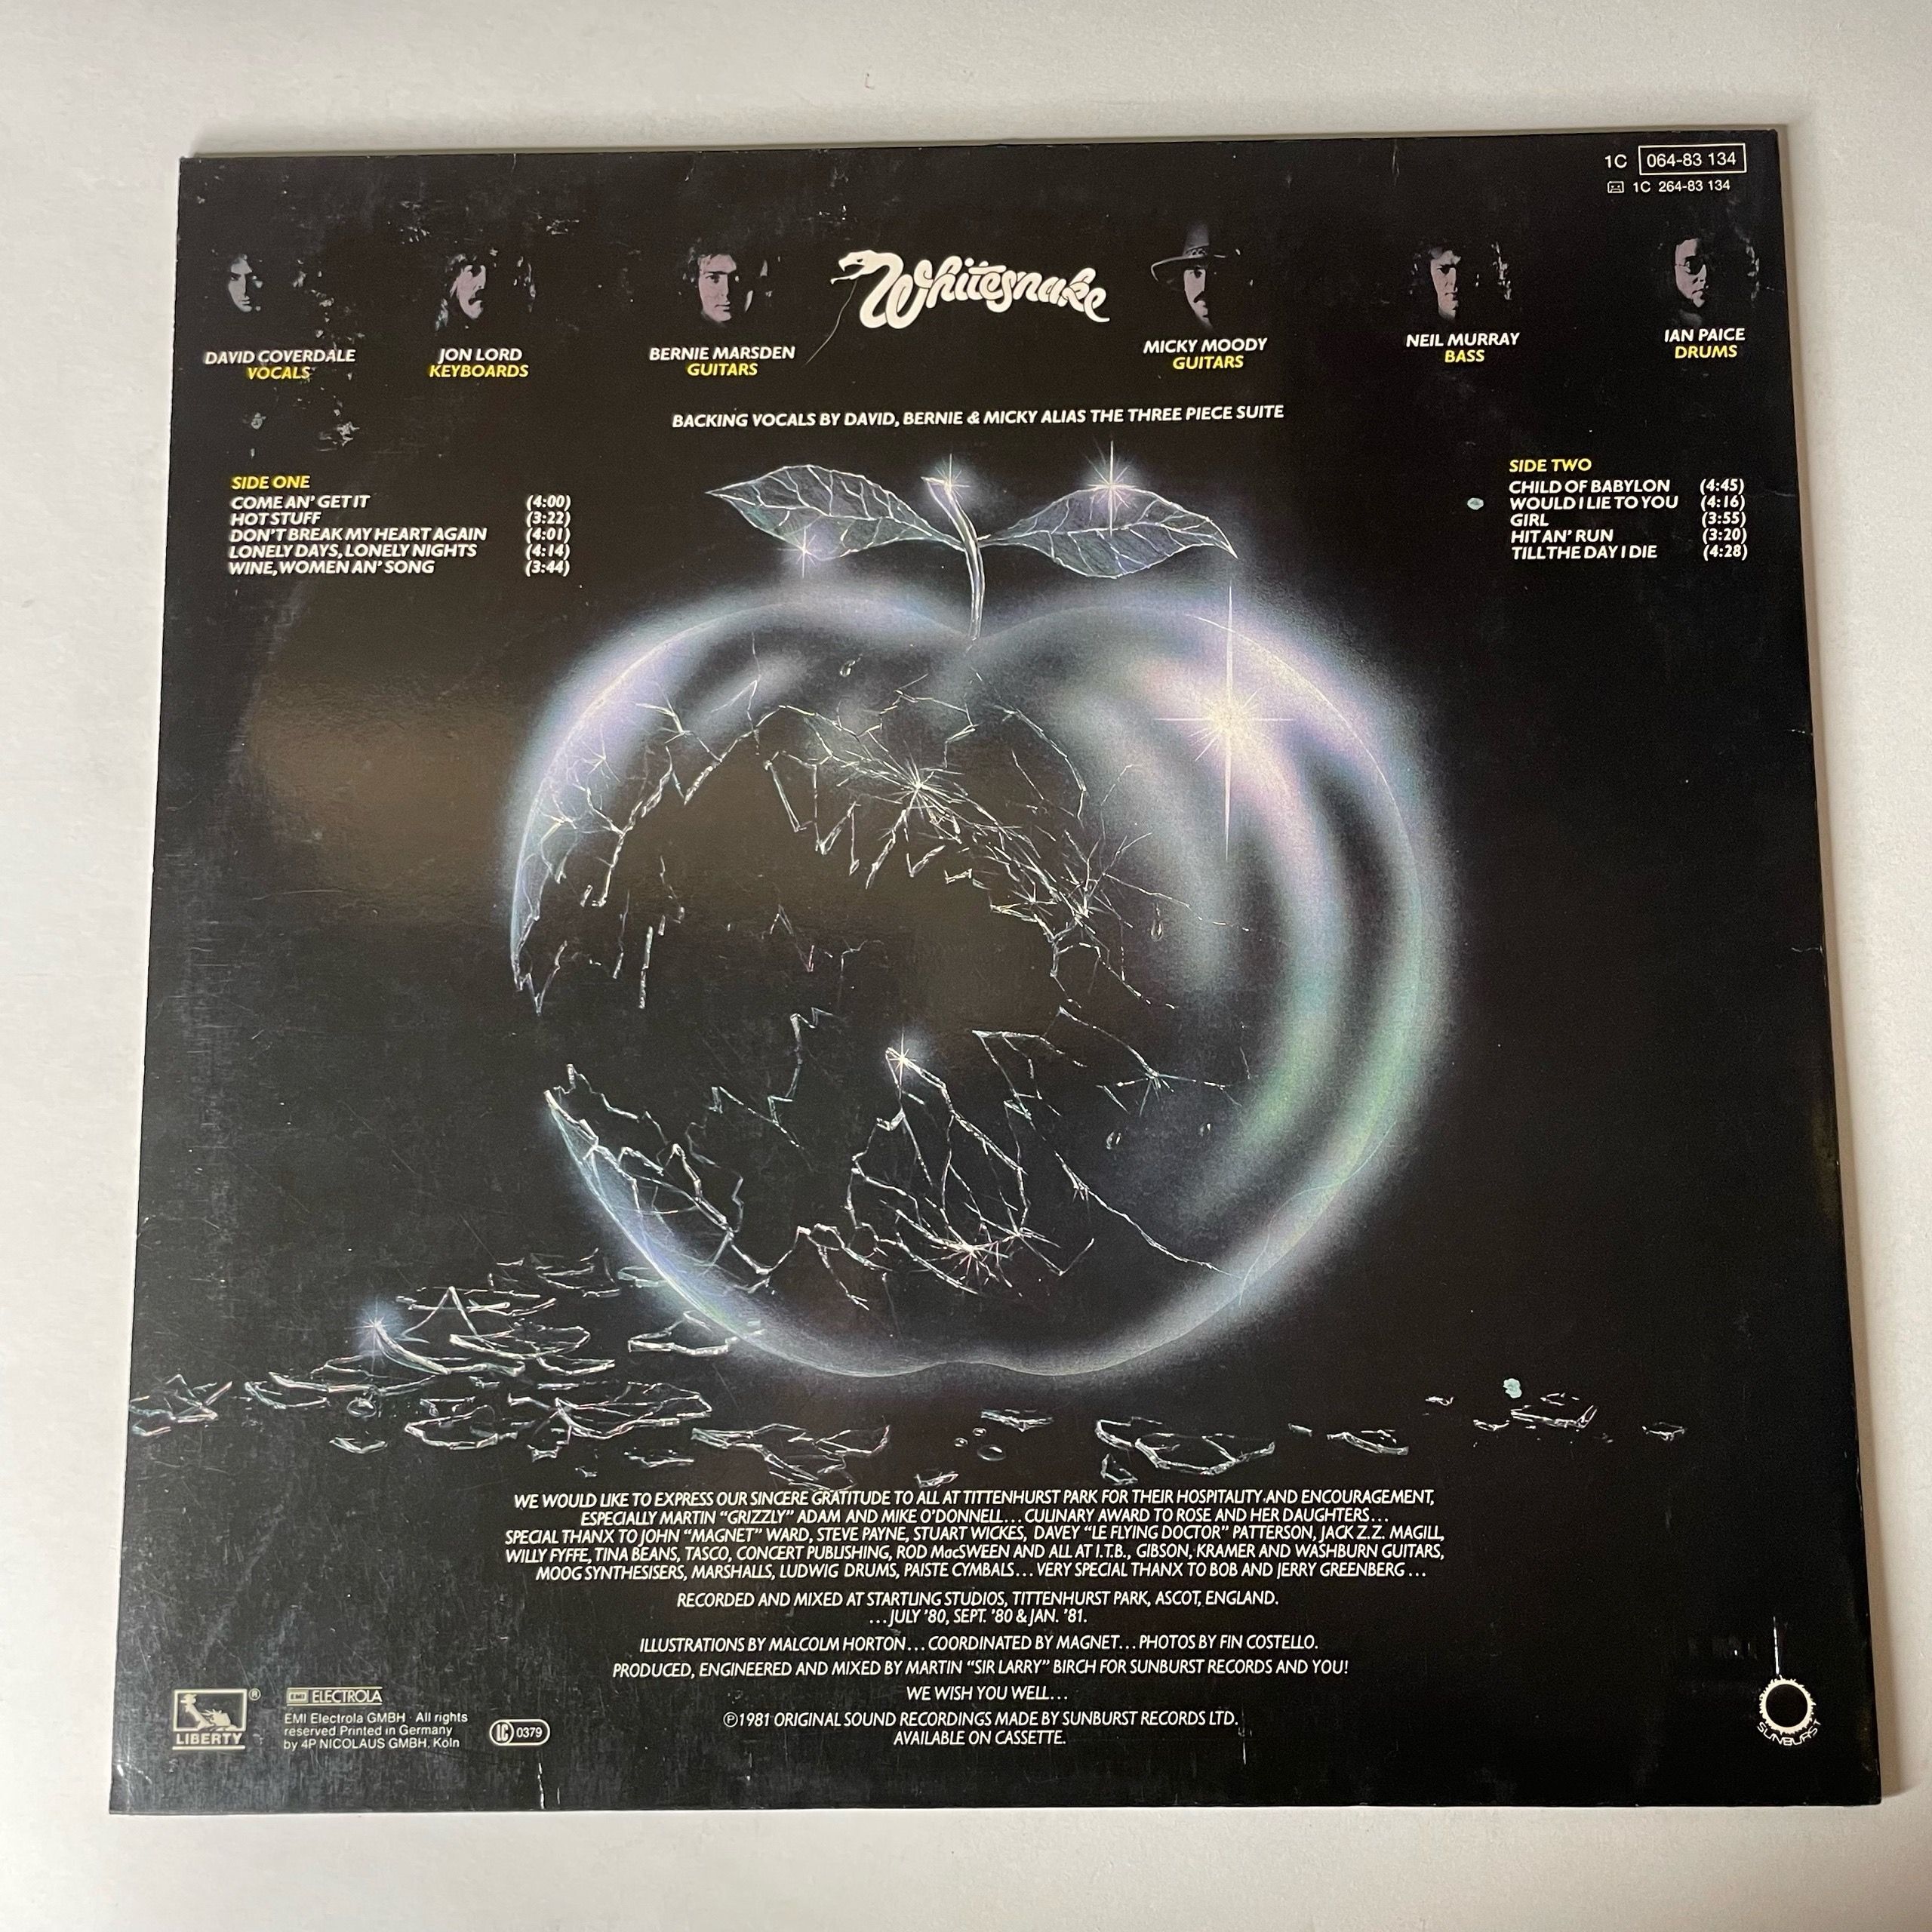 1C 064-83 134
1C 264-83 134
Whitesnake
DAVID COVERDALE
VOCALS
JON LORD
KEYBOARDS
BERNIE MARSDEN
GUITARS
MICKY MOODY
GUITARS
NEIL MURRAY
BASS
IAN PAICE
DRUMS
BACKING VOCALS BY DAVID, BERNIE & MICKY ALIAS THE THREE PIECE SUITE
SIDE ONE
COME AN' GET IT (4:00)
HOT STUFF (3:22)
DON'T BREAK MY HEART AGAIN (4:01)
LONELY DAYS, LONELY NIGHTS (4:14)
WINE, WOMEN AN' SONG (3:44)
SIDE TWO
CHILD OF BABYLON (4:45)
WOULD I LIE TO YOU (4:16)
GIRL (3:55)
HIT AN' RUN (3:20)
TILL THE DAY I DIE (4:28)
WE WOULD LIKE TO EXPRESS OUR SINCERE GRATITUDE TO ALL AT TITTENHURST PARK FOR THEIR HOSPITALITY AND ENCOURAGEMENT,
ESPECIALLY MARTIN "GRIZZLY" ADAM AND MIKE O'DONNELL... CULINARY AWARD TO ROSE AND HER DAUGHTERS...
SPECIAL THANX TO JOHN "MAGNET" WARD, STEVE PAYNE, STUART WICKES, DAVEY "LE FLYING DOCTOR" PATTERSON, JACK Z.Z. MAGILL,
WILLY FYFFE, TINA BEANS, TASCO, CONCERT PUBLISHING, ROD MacSWEEN AND ALL AT I.T.B., GIBSON, KRAMER AND WASHBURN GUITARS,
MOOG SYNTHESISERS, MARSHALLS, LUDWIG DRUMS, PAISTE CYMBALS... VERY SPECIAL THANX TO BOB AND JERRY GREENBERG ...
RECORDED AND MIXED AT STARTLING STUDIOS, TITTENHURST PARK, ASCOT, ENGLAND.
...JULY '80, SEPT. '80 & JAN. '81.
ILLUSTRATIONS BY MALCOLM HORTON... COORDINATED BY MAGNET... PHOTOS BY FIN COSTELLO.
PRODUCED, ENGINEERED AND MIXED BY MARTIN "SIR LARRY" BIRCH FOR SUNBURST RECORDS AND YOU!
WE WISH YOU WELL...
℗1981 ORIGINAL SOUND RECORDINGS MADE BY SUNBURST RECORDS LTD.
AVAILABLE ON CASSETTE.
LIBERTY ®
EMI ELECTROLA
EMI Electrola GMBH · All rights
reserved Printed in Germany
by 4P NICOLAUS GMBH, Köln
LC 0379
SUNBURST